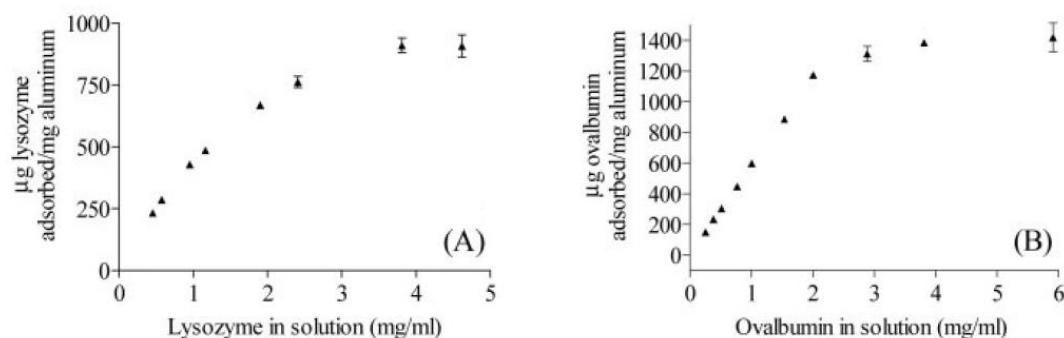 1000
750
500
250
0
0 1 2 3 4 5
µg lysozyme
adsorbed/mg aluminum
Lysozyme in solution (mg/ml)
(A)
1400
1200
1000
800
600
400
200
0
0 1 2 3 4 5 6
µg ovalbumin
adsorbed/mg aluminum
Ovalbumin in solution (mg/ml)
(B)